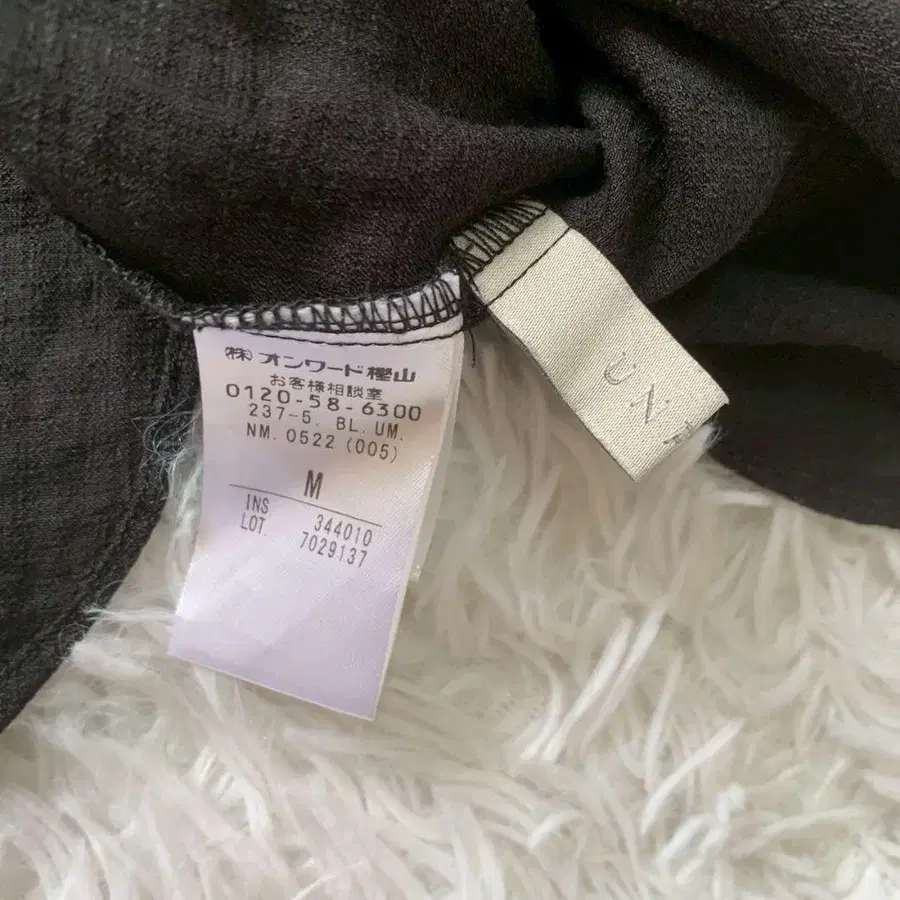 ㈱ オンワード樫山
お客様相談室
0120-58-6300
237-5. BL. UM.
NM. 0522 (005)
M
INS 344010
LOT. 7029137